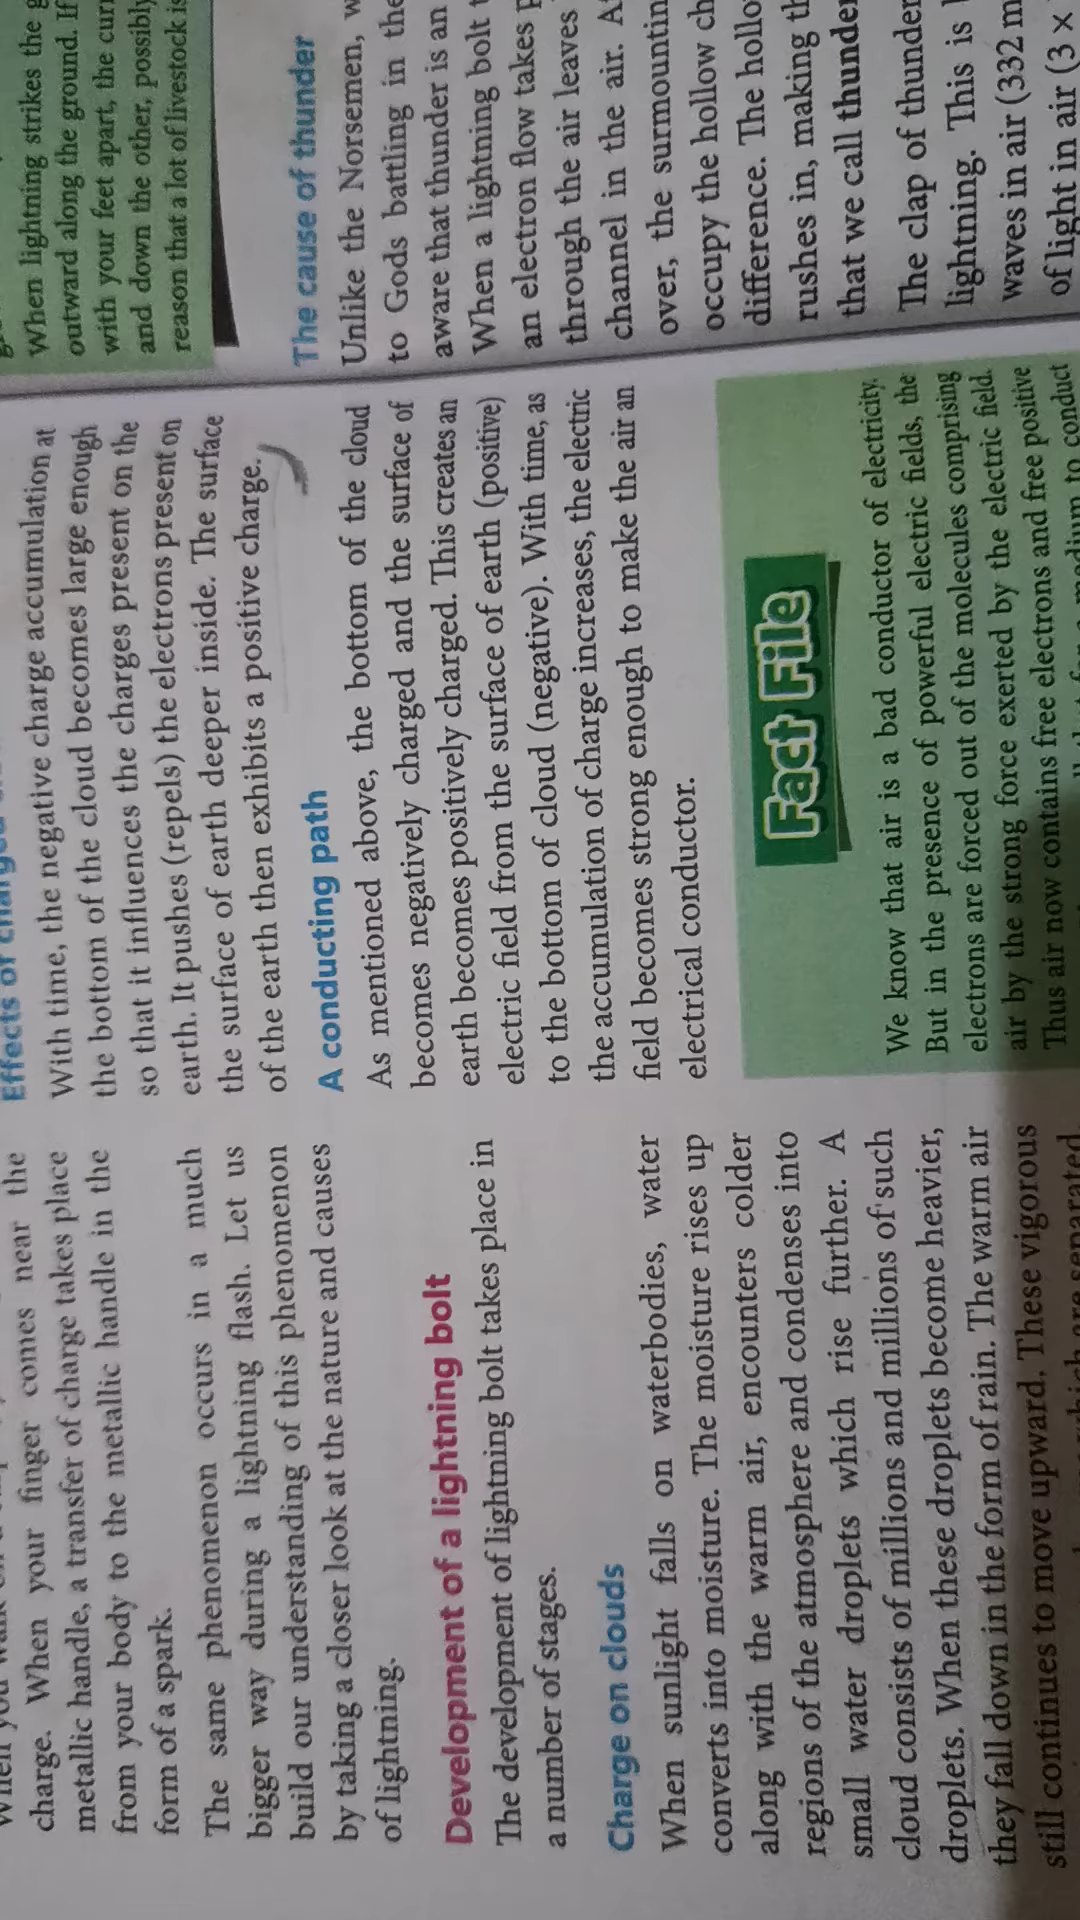 charge. When your finger comes near the
metallic handle, a transfer of charge takes place
from your body to the metallic handle in the
form of a spark.
The same phenomenon occurs in a much
bigger way during a lightning flash. Let us
build our understanding of this phenomenon
by taking a closer look at the nature and causes
of lightning.
Development of a lightning bolt
The development of lightning bolt takes place in
a number of stages.
Charge on clouds
When sunlight falls on waterbodies, water
converts into moisture. The moisture rises up
along with the warm air, encounters colder
regions of the atmosphere and condenses into
small water droplets which rise further. A
cloud consists of millions and millions of such
droplets. When these droplets become heavier,
they fall down in the form of rain. The warm air
still continues to move upward. These vigorous
which are separated
Effects of
With time, the negative charge accumulation at
the bottom of the cloud becomes large enough
so that it influences the charges present on the
earth. It pushes (repels) the electrons present on
the surface of earth deeper inside. The surface
of the earth then exhibits a positive charge.
A conducting path
As mentioned above, the bottom of the cloud
becomes negatively charged and the surface of
earth becomes positively charged. This creates an
electric field from the surface of earth (positive)
to the bottom of cloud (negative). With time, as
the accumulation of charge increases, the electric
field becomes strong enough to make the air an
electrical conductor.
Fact File
We know that air is a bad conductor of electricity.
But in the presence of powerful electric fields, the
electrons are forced out of the molecules comprising
air by the strong force exerted by the electric field.
Thus air now contains free electrons and free positive
medium to conduct
When lightning strikes the
outward along the ground. If
with your feet apart, the
and down the other, possibly
reason that a lot of livestock is
The cause of thunder
Unlike the Norsemen,
to Gods battling in the
aware that thunder is an
When a lightning bolt
an electron flow takes
through the air leaves
channel in the air.
over, the
occupy the hollow
difference. The
rushes in, making
that we call
The clap of thunder
lightning. This is
waves in air (332
of light in air (3 ×